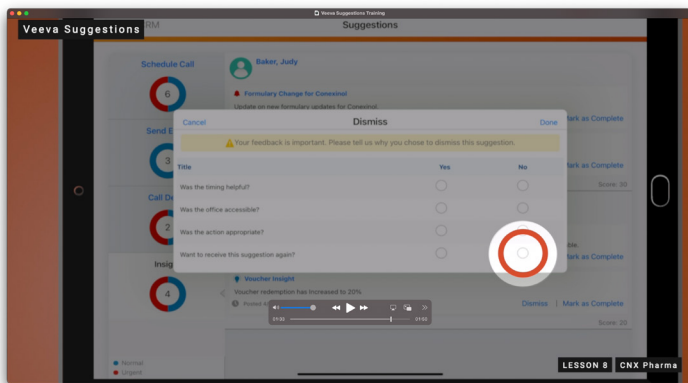 Veeva Suggestions Training
Veeva Suggestions
RM
Suggestions
Schedule Call
Baker, Judy
6
Formulary Change for Conexinol
Update on new formulary updates for Conexinol
Mark as Complete
Cancel
Dismiss
Done
Your feedback is important. Please tell us why you chose to dismiss this suggestion.
Send E
3
Title
Yes
No
Mark as Complete
Was the timing helpful?
Score: 30
Was the office accessible?
Call De
2
Was the action appropriate?
Want to receive this suggestion again?
Mark as Complete
Insig
4
Voucher Insight
Voucher redemption has Increased to 20%
Dismiss | Mark as Complete
Score: 20
Normal
Urgent
LESSON 8 CNX Pharma